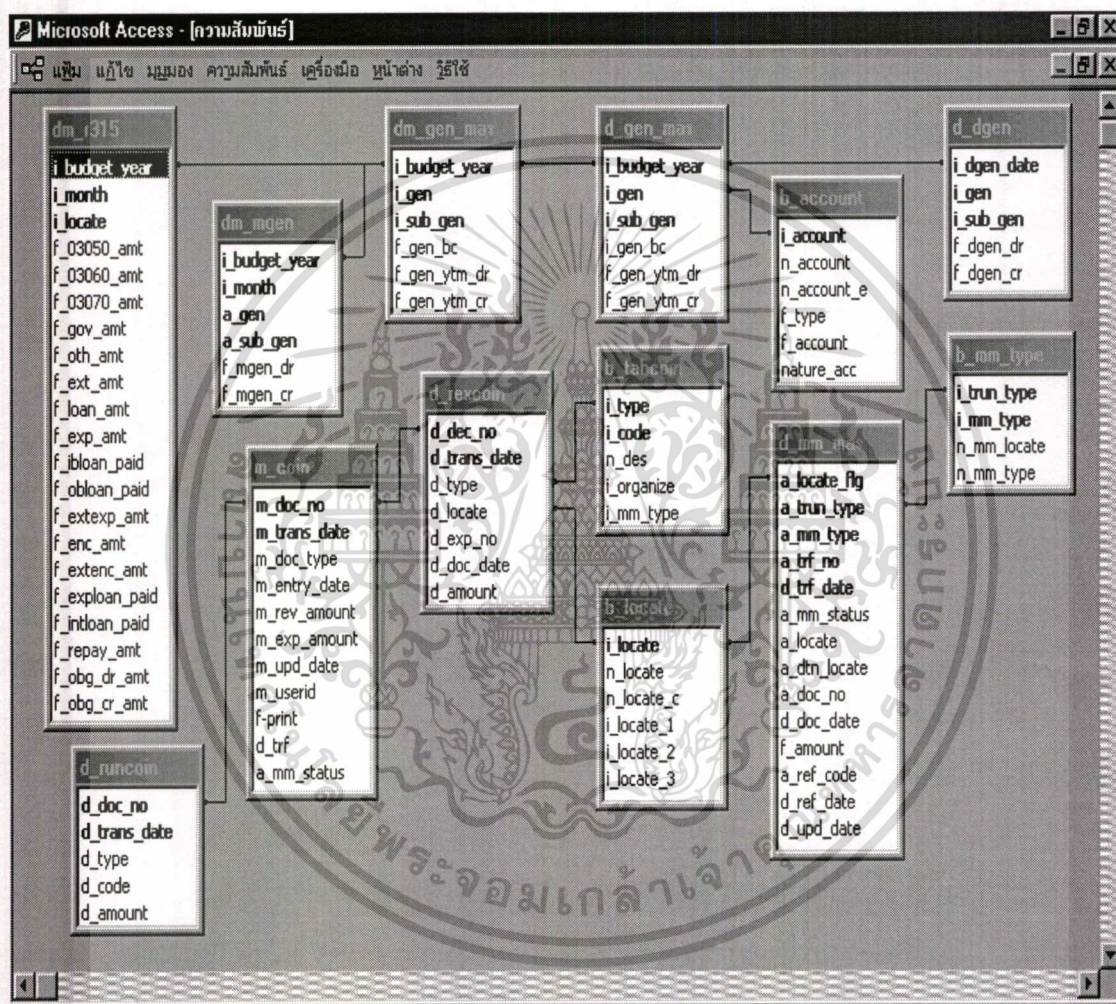 Microsoft Access - [ความสัมพันธ์]
แฟ้ม แก้ไข มุมมอง ความสัมพันธ์ เครื่องมือ หน้าต่าง วิธีใช้
dm_r315
i_budget_year
i_month
i_locate
f_03050_amt
f_03060_amt
f_03070_amt
f_gov_amt
f_oth_amt
f_ext_amt
f_loan_amt
f_exp_amt
f_ibloan_paid
f_obloan_paid
f_extexp_amt
f_enc_amt
f_extenc_amt
f_exploan_paid
f_intloan_paid
f_repay_amt
f_obg_dr_amt
f_obg_cr_amt
dm_mgen
i_budget_year
i_month
a_gen
a_sub_gen
f_mgen_dr
f_mgen_cr
dm_gen_max
i_budget_year
i_gen
i_sub_gen
f_gen_bc
f_gen_ytm_dr
f_gen_ytm_cr
d_gen_max
i_budget_year
i_gen
i_sub_gen
i_gen_bc
f_gen_ytm_dr
f_gen_ytm_cr
b_account
i_account
n_account
n_account_e
f_type
f_account
nature_acc
d_dgen
i_dgen_date
i_gen
i_sub_gen
f_dgen_dr
f_dgen_cr
m_coin
m_doc_no
m_trans_date
m_doc_type
m_entry_date
m_rev_amount
m_exp_amount
m_upd_date
m_userid
f-print
d_trf
a_mm_status
d_rexcoin
d_dec_no
d_trans_date
d_type
d_locate
d_exp_no
d_doc_date
d_amount
b_tabcoin
i_type
i_code
n_des
i_organize
i_mm_type
b_locate
i_locate
n_locate
n_locate_c
i_locate_1
i_locate_2
i_locate_3
d_mm_mas
a_locate_flg
a_trun_type
a_mm_type
a_trf_no
d_trf_date
a_mm_status
a_locate
a_dtn_locate
a_doc_no
d_doc_date
f_amount
a_ref_code
d_ref_date
d_upd_date
b_mm_type
i_trun_type
i_mm_type
n_mm_locate
n_mm_type
d_runcoin
d_doc_no
d_trans_date
d_type
d_code
d_amount